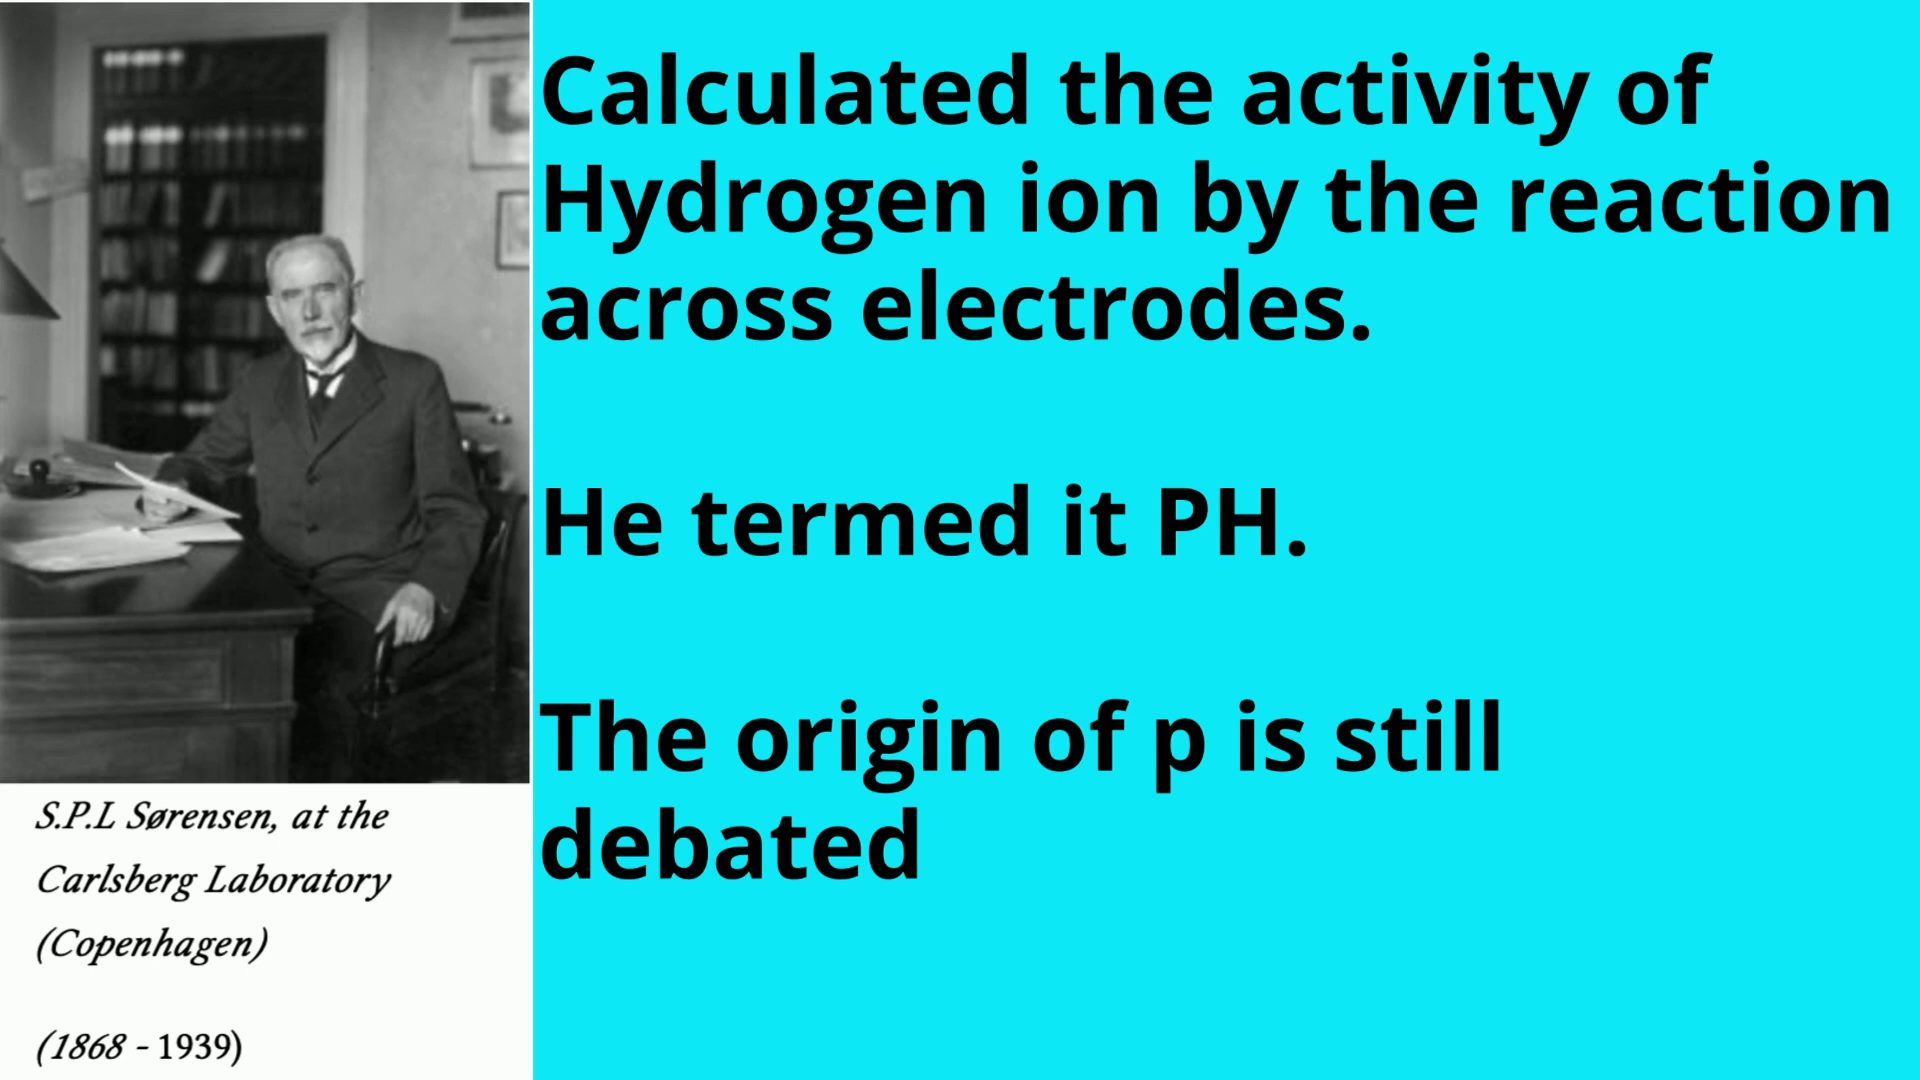 Calculated the activity of
Hydrogen ion by the reaction
across electrodes.
He termed it PH.
The origin of p is still
debated
S.P.L Sørensen, at the
Carlsberg Laboratory
(Copenhagen)
(1868 - 1939)